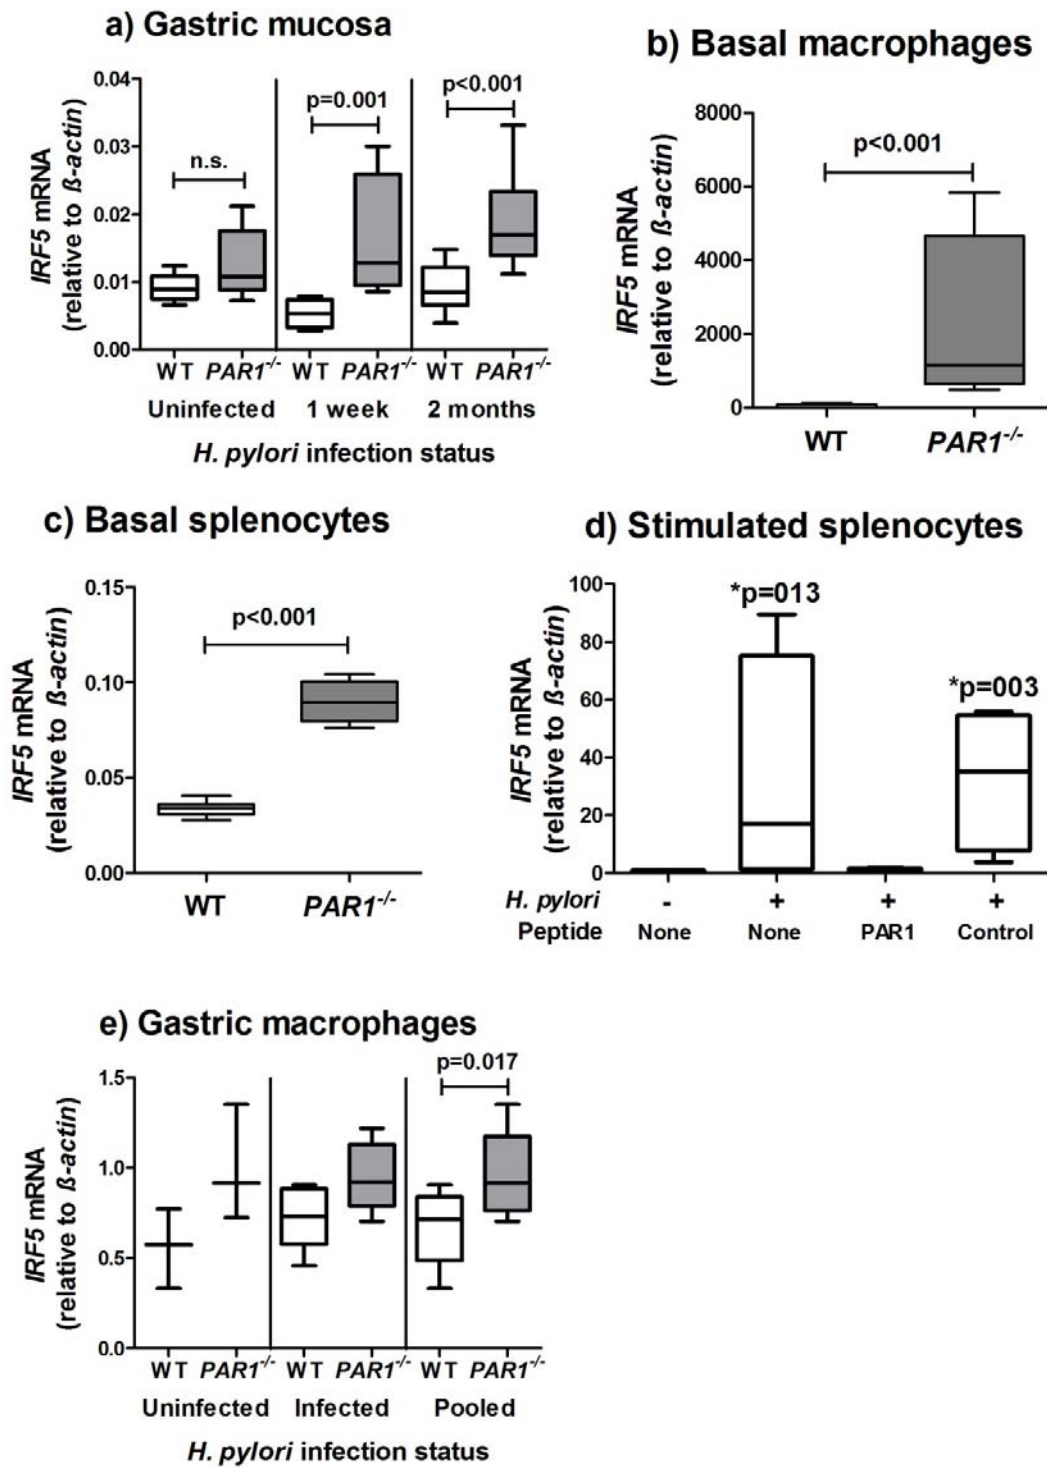 a) Gastric mucosa
IRF5 mRNA
(relative to ß-actin)
0.04
0.03
0.02
0.01
0.00
n.s.
p=0.001
p<0.001
WT PAR1-/- WT PAR1-/- WT PAR1-/-
Uninfected 1 week 2 months
H. pylori infection status
b) Basal macrophages
IRF5 mRNA
(relative to ß-actin)
8000
6000
4000
2000
0
p<0.001
WT PAR1-/-
c) Basal splenocytes
IRF5 mRNA
(relative to ß-actin)
0.15
0.10
0.05
0.00
p<0.001
WT PAR1-/-
d) Stimulated splenocytes
IRF5 mRNA
(relative to ß-actin)
100
80
60
40
20
0
*p=013
*p=003
H. pylori - + + +
Peptide None None PAR1 Control
e) Gastric macrophages
IRF5 mRNA
(relative to ß-actin)
1.5
1.0
0.5
0.0
p=0.017
WT PAR1-/- WT PAR1-/- WT PAR1-/-
Uninfected Infected Pooled
H. pylori infection status